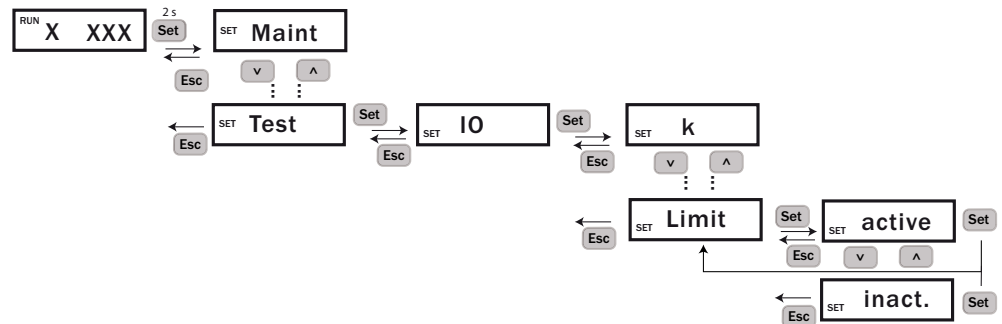 2 s
RUN X XXX Set SET Maint
Esc
v ^
SET Test Set SET IO Set SET k
Esc Esc Esc
v ^
SET Limit Set SET active Set
Esc Esc v ^
SET inact. Set
Esc